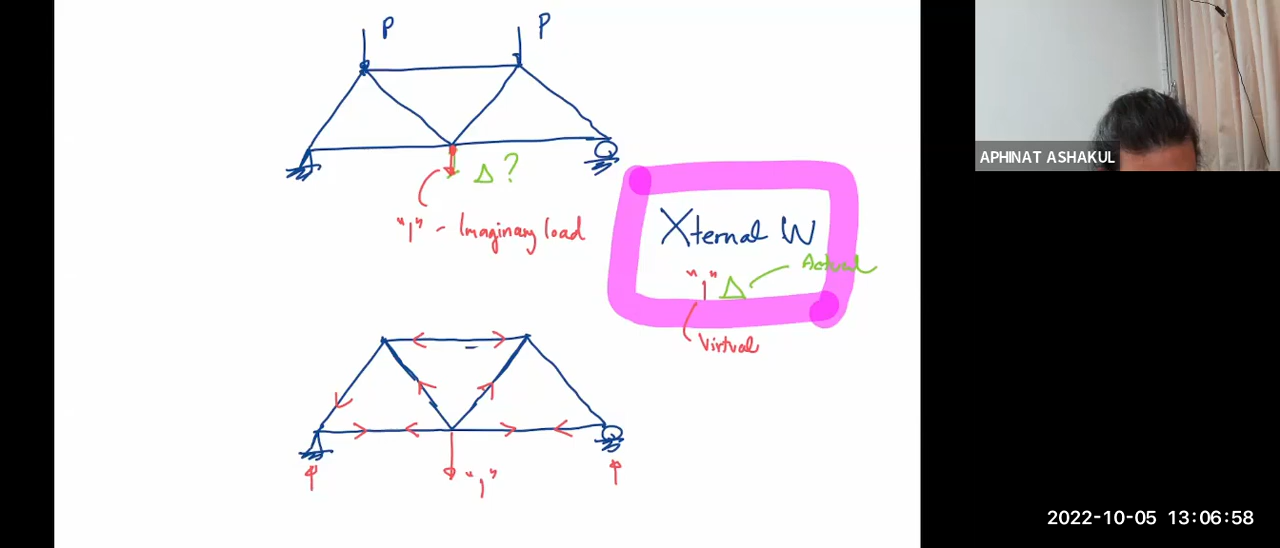 P
P
APHINAT ASHAKUL
Δ?
"1" - Imaginary load
Xternal W
Actual
"1" Δ
Virtual
"1"
2022-10-05 13:06:58